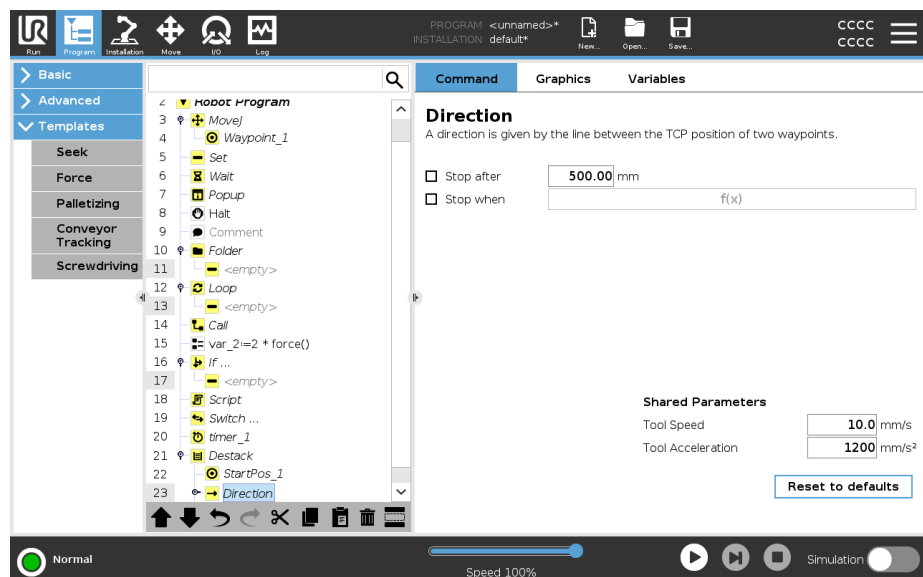 UR
Run
Program
Installation
Move
I/O
Log
PROGRAM <unnamed>*
INSTALLATION default*
New...
Open...
Save...
CCCC
CCCC
Basic
Advanced
Templates
Seek
Force
Palletizing
Conveyor
Tracking
Screwdriving
2 Robot Program
3 MoveJ
4 Waypoint_1
5 Set
6 Wait
7 Popup
8 Halt
9 Comment
10 Folder
11 <empty>
12 Loop
13 <empty>
14 Call
15 var_2≔2 * force()
16 If ...
17 <empty>
18 Script
19 Switch ...
20 timer_1
21 Destack
22 StartPos_1
23 Direction
Command Graphics Variables
Direction
A direction is given by the line between the TCP position of two waypoints.
Stop after 500.00 mm
Stop when f(x)
Shared Parameters
Tool Speed 10.0 mm/s
Tool Acceleration 1200 mm/s²
Reset to defaults
Normal
Speed 100%
Simulation